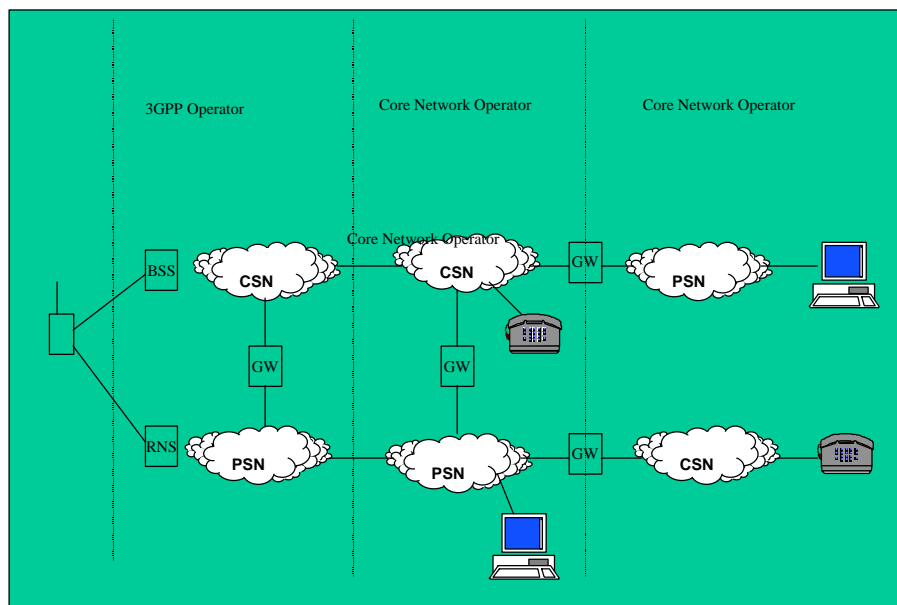 3GPP Operator
Core Network Operator
Core Network Operator
Core Network Operator
BSS
CSN
CSN
GW
PSN
GW
GW
RNS
PSN
PSN
GW
CSN